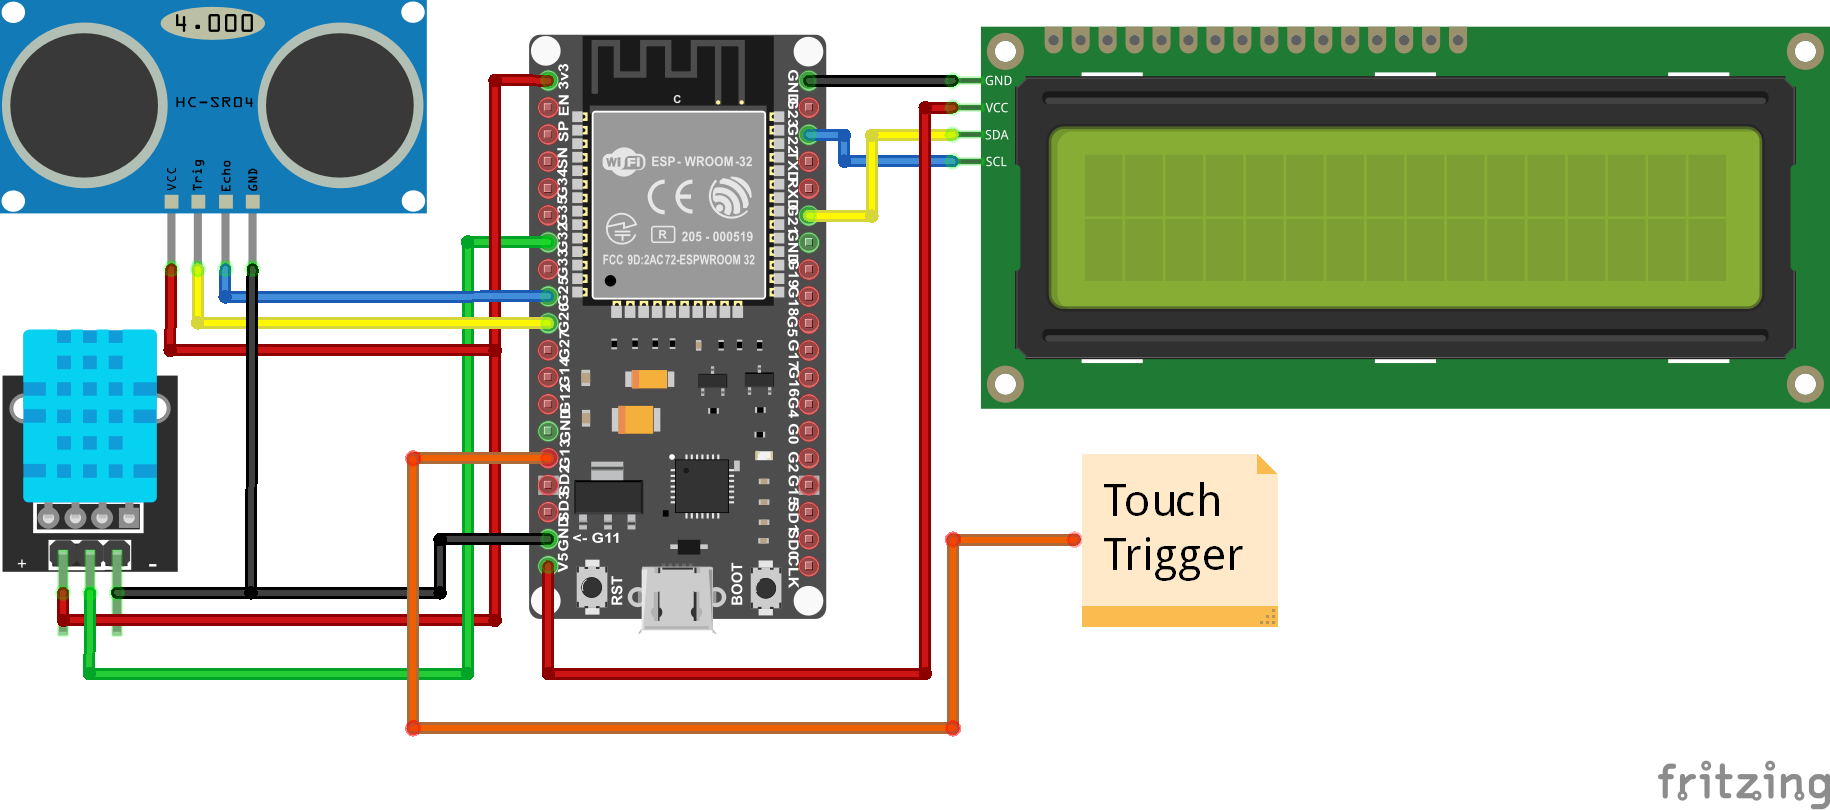 4.000
HC-SR04
VCC
Trig
Echo
GND
+
-
3v3
EN
SP
SN
G34
G35
G32
G33
G25
G26
G27
G14
G12
GND
G13
SD2
SD3
GND
V5
C
WiFi
ESP - WROOM-32
CE
R
205 - 000519
FCC 9D:2AC72-ESPWROOM 32
<- G11
RST
BOOT
GND
G23
G22
TXD
RXD
G21
GND
G19
G18
G5
G17
G16
G4
G0
G2
G15
SD1
SD0
CLK
GND
VCC
SDA
SCL
Touch
Trigger
fritzing